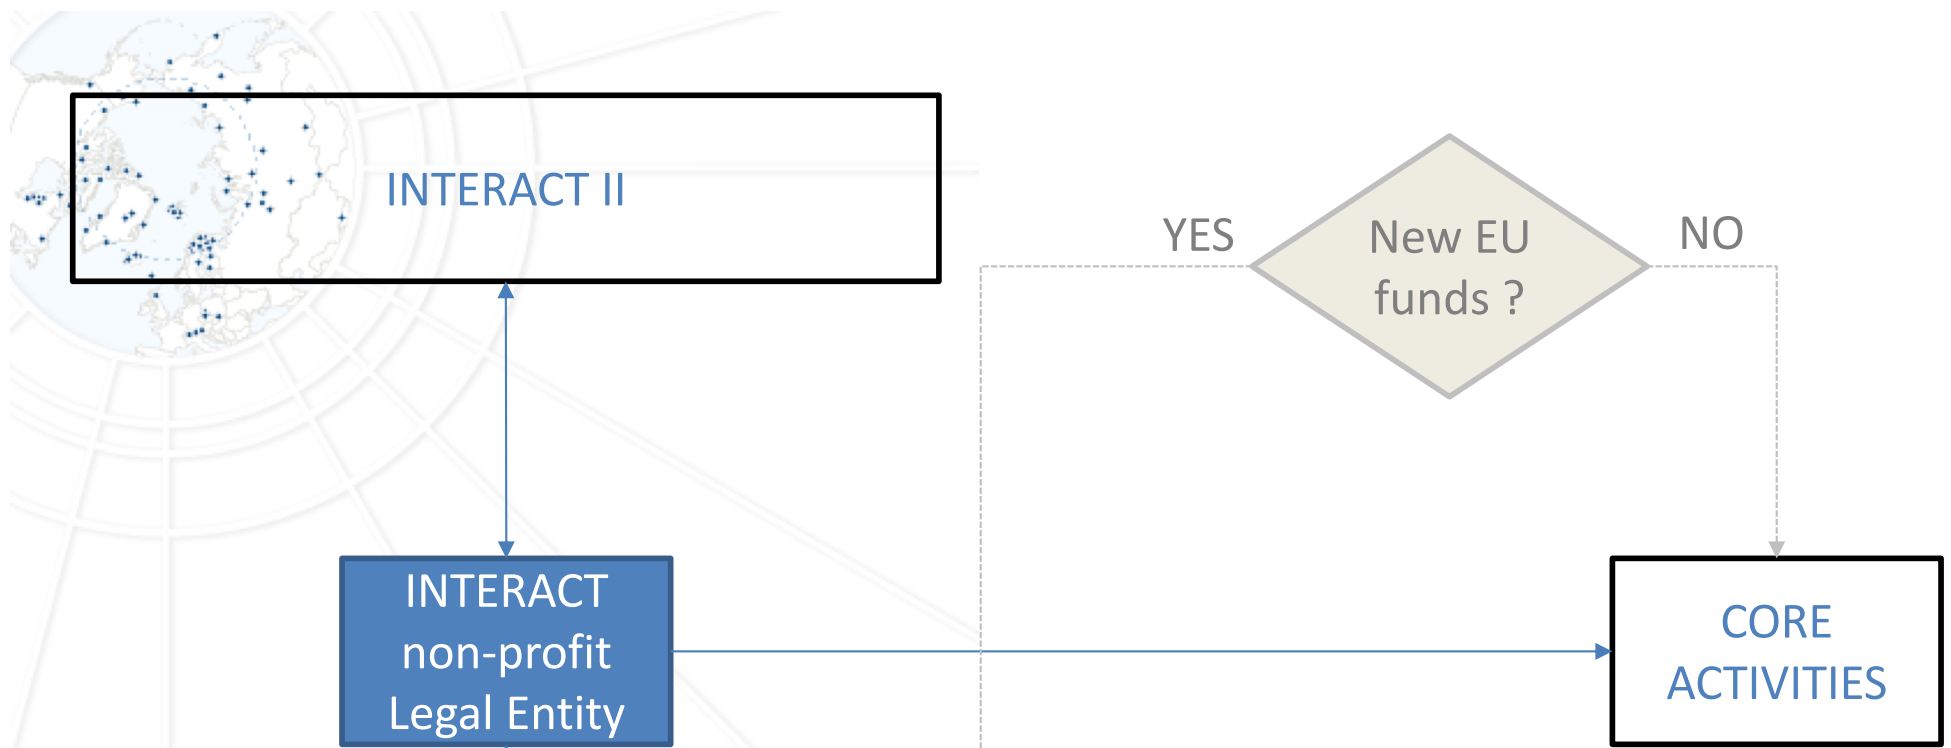 INTERACT II
YES
New EU
funds ?
NO
INTERACT
non-profit
Legal Entity
CORE
ACTIVITIES